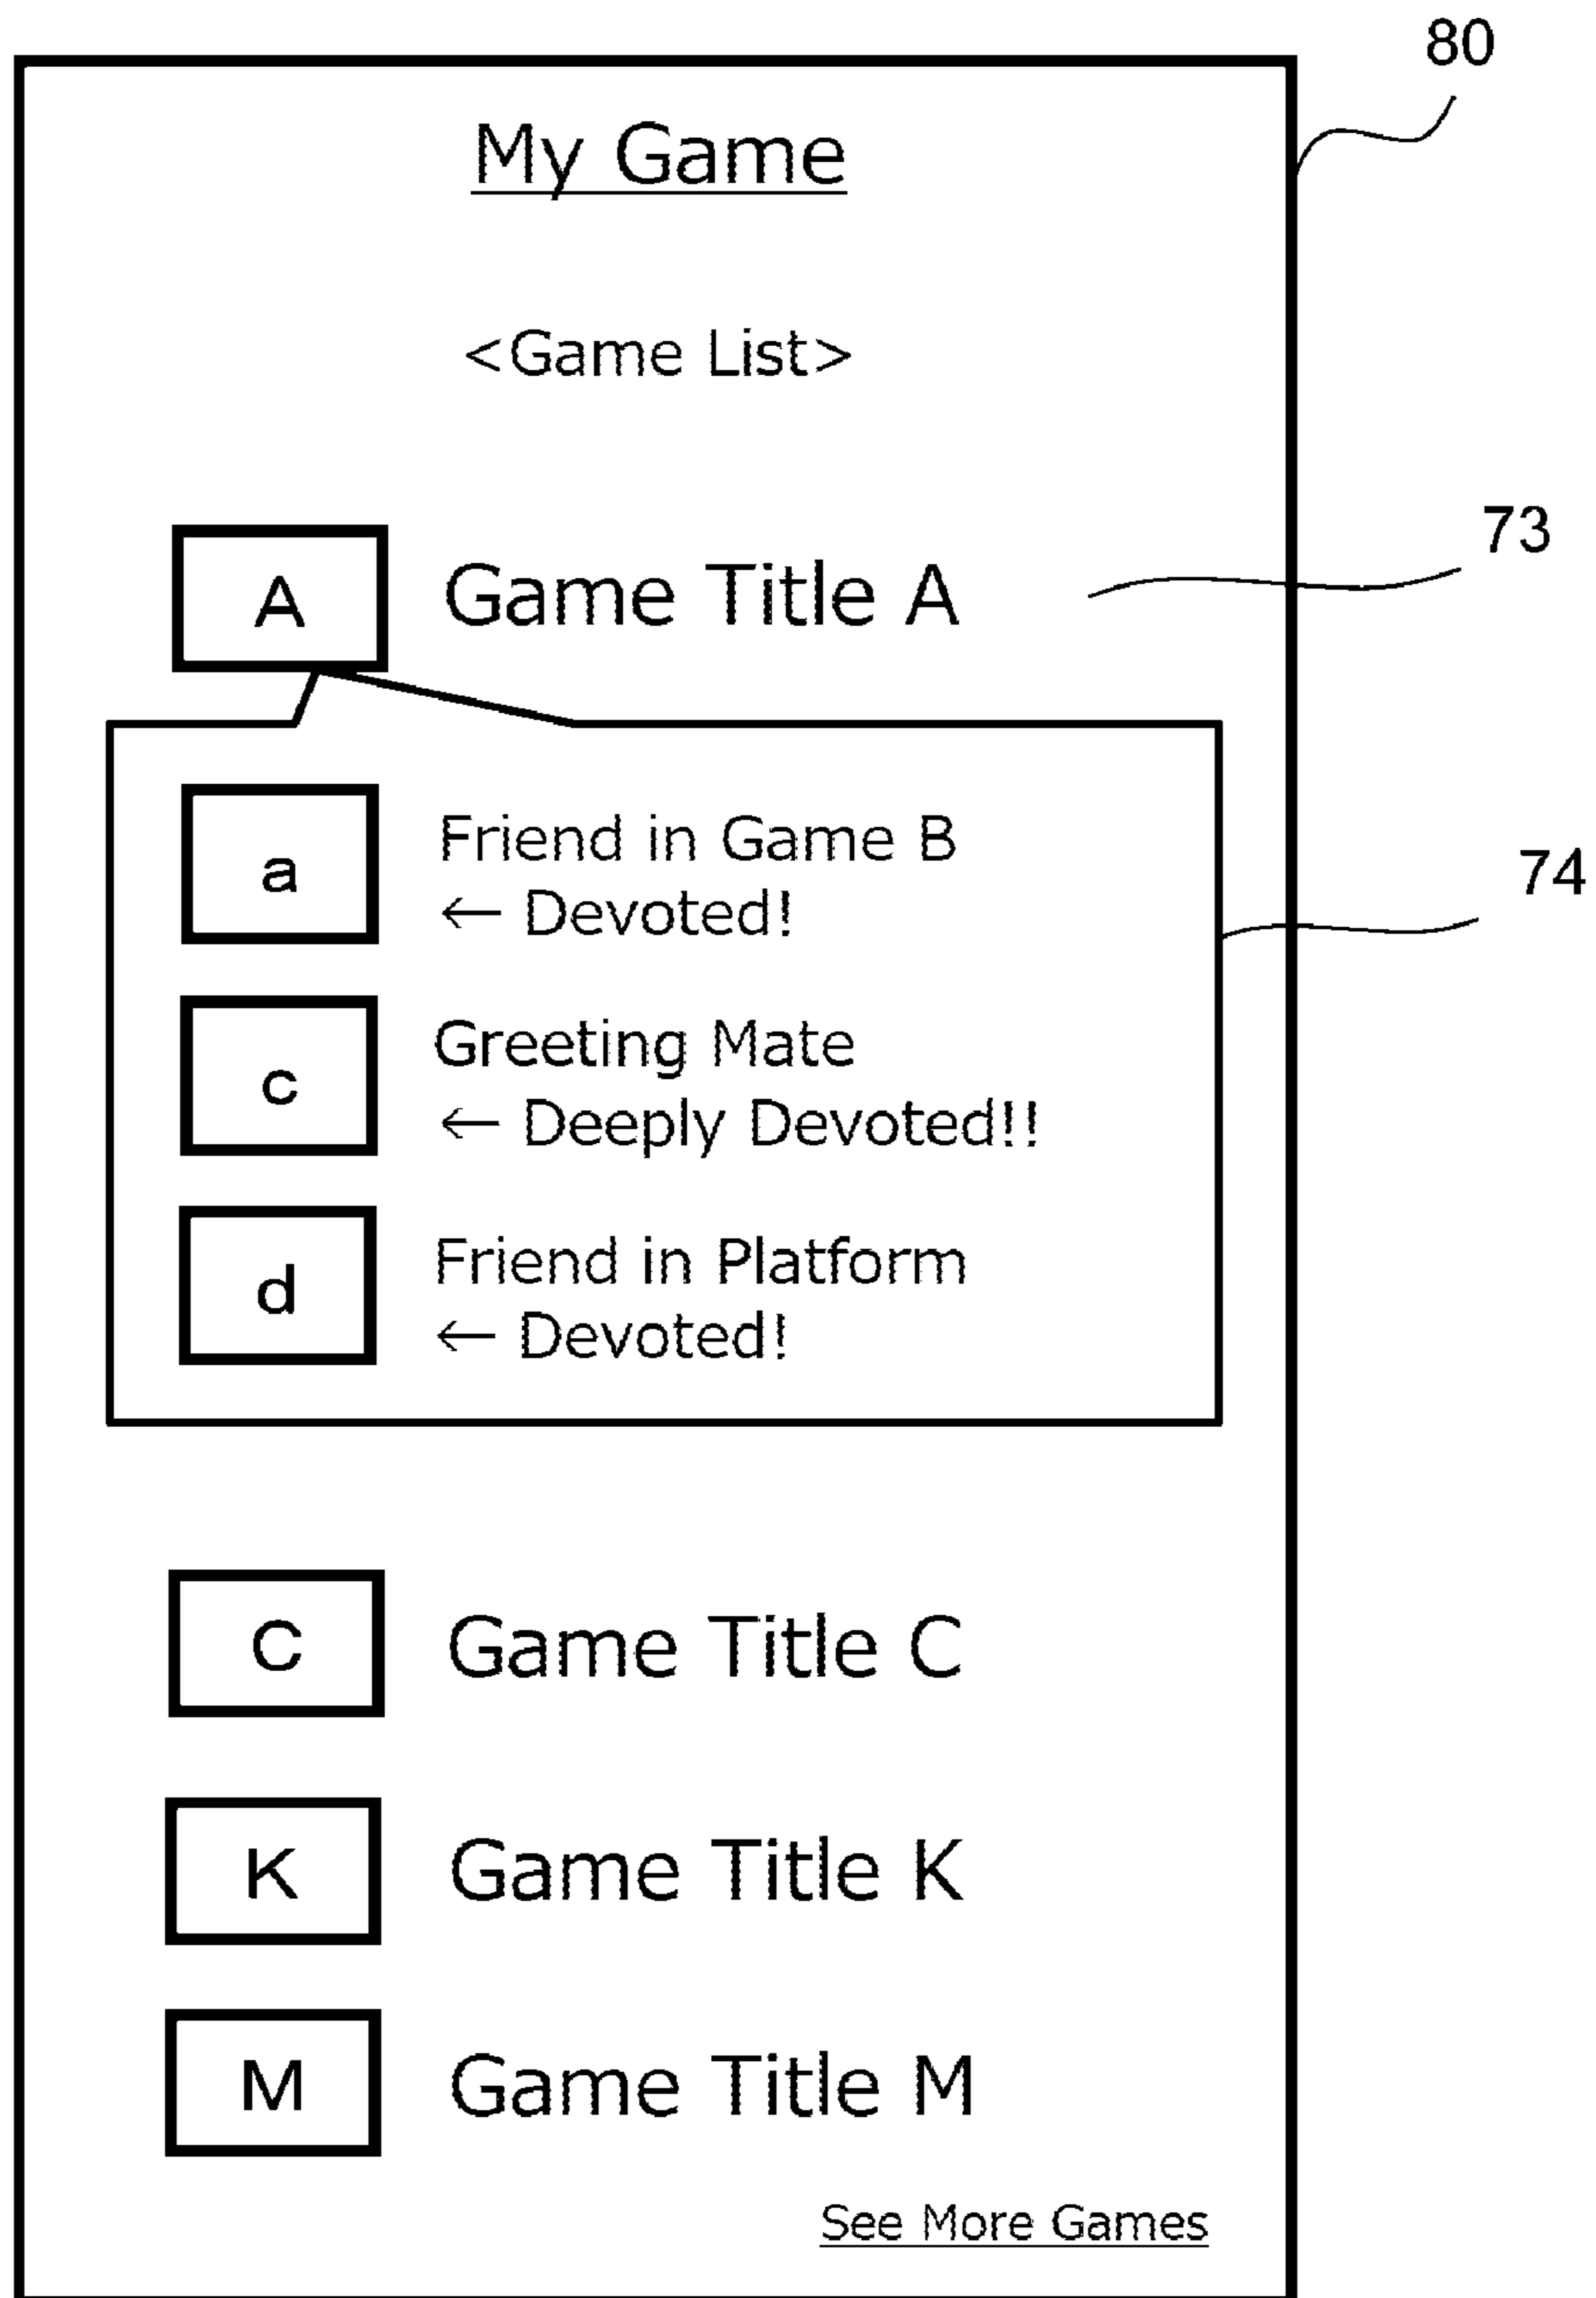 80
My Game
<Game List>
73
A Game Title A
a Friend in Game B
← Devoted!
74
c Greeting Mate
← Deeply Devoted!!
d Friend in Platform
← Devoted!
C Game Title C
K Game Title K
M Game Title M
See More Games